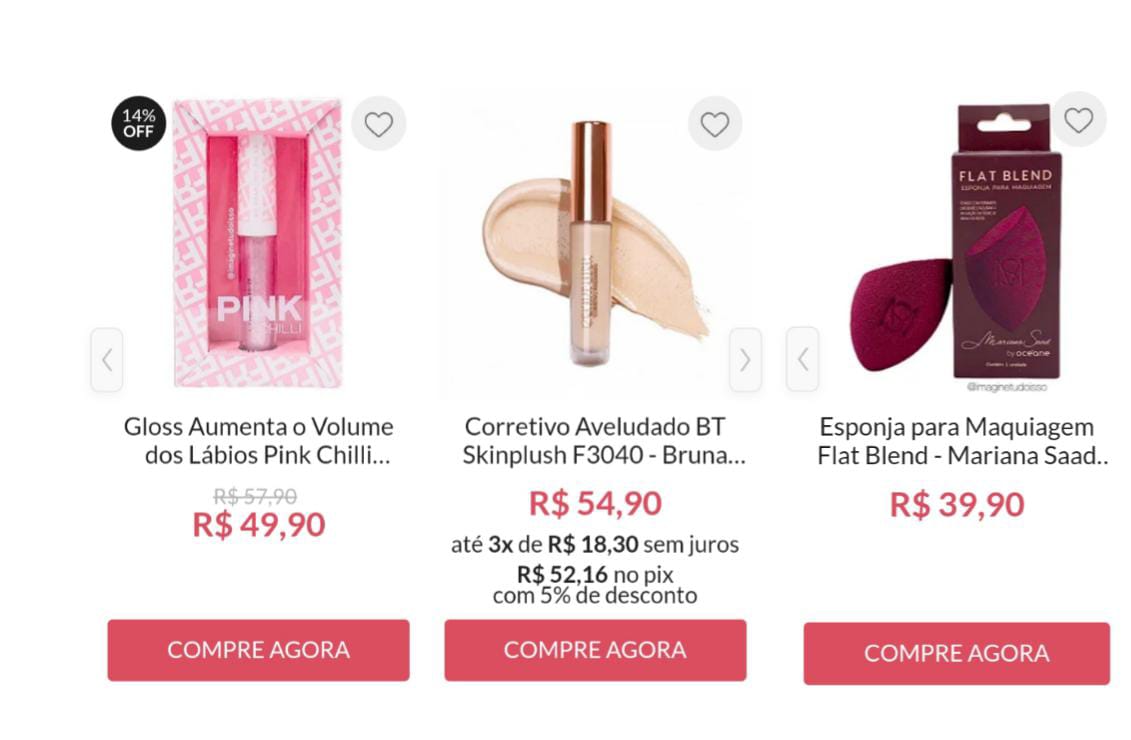 14%
OFF
@imaginetudoisso
PINK
CHILLI
FLAT BLEND
ESPONJA PARA MAQUIAGEM
Mariana Saad
by océane
@imaginetudoisso
Gloss Aumenta o Volume
dos Lábios Pink Chilli...
R$ 57,90
R$ 49,90
COMPRE AGORA
Corretivo Aveludado BT
Skinplush F3040 - Bruna...
R$ 54,90
até 3x de R$ 18,30 sem juros
R$ 52,16 no pix
com 5% de desconto
COMPRE AGORA
Esponja para Maquiagem
Flat Blend - Mariana Saad..
R$ 39,90
COMPRE AGORA